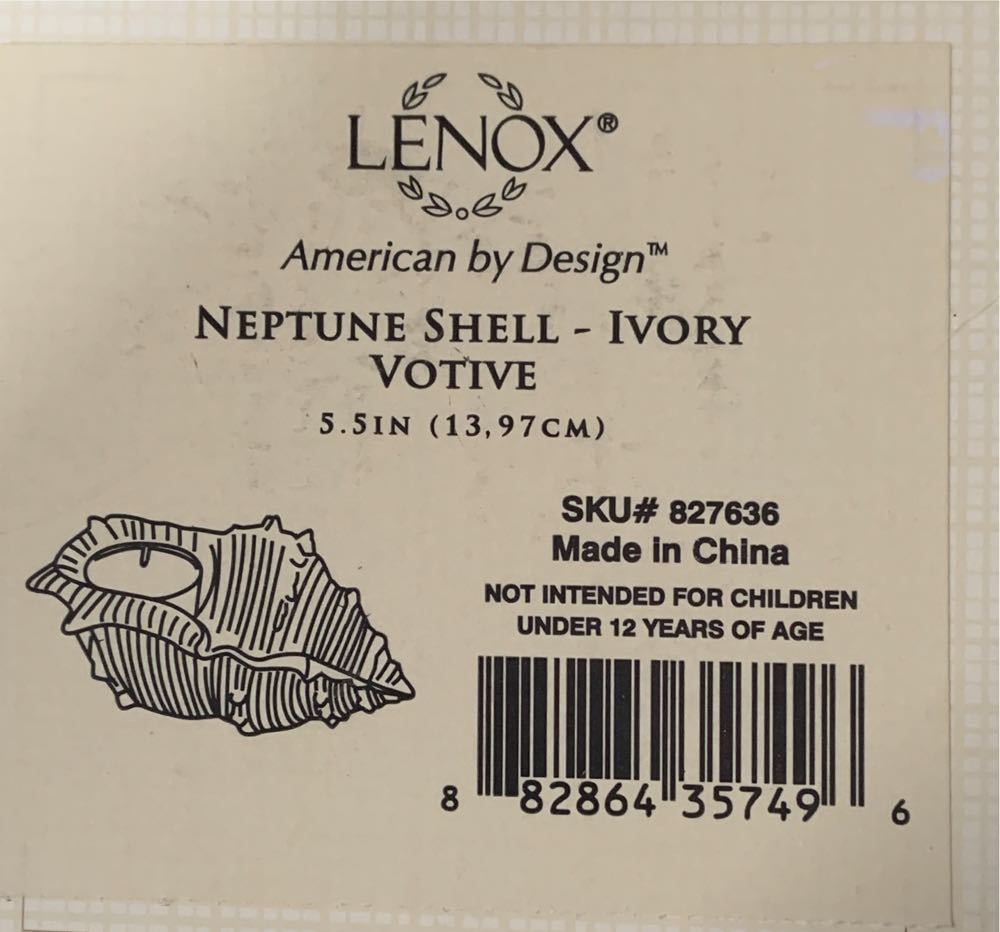 LENOX®
American by Design™
NEPTUNE SHELL - IVORY
VOTIVE
5.5IN (13,97CM)
SKU# 827636
Made in China
NOT INTENDED FOR CHILDREN
UNDER 12 YEARS OF AGE
8 82864 35749 6